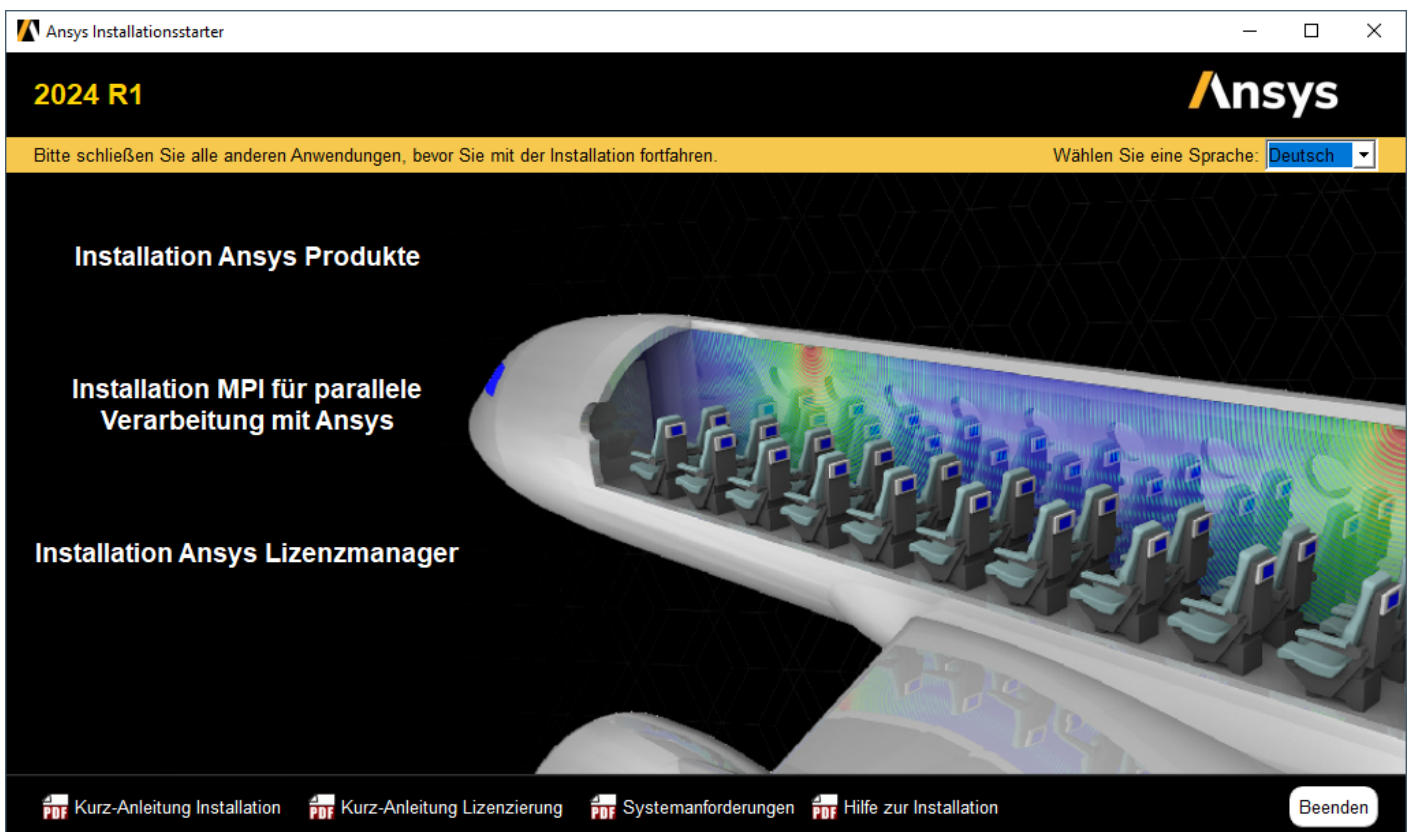 Ansys Installationsstarter
2024 R1
Ansys
Bitte schließen Sie alle anderen Anwendungen, bevor Sie mit der Installation fortfahren.
Wählen Sie eine Sprache: Deutsch
Installation Ansys Produkte
Installation MPI für parallele
Verarbeitung mit Ansys
Installation Ansys Lizenzmanager
PDF Kurz-Anleitung Installation
PDF Kurz-Anleitung Lizenzierung
PDF Systemanforderungen
PDF Hilfe zur Installation
Beenden